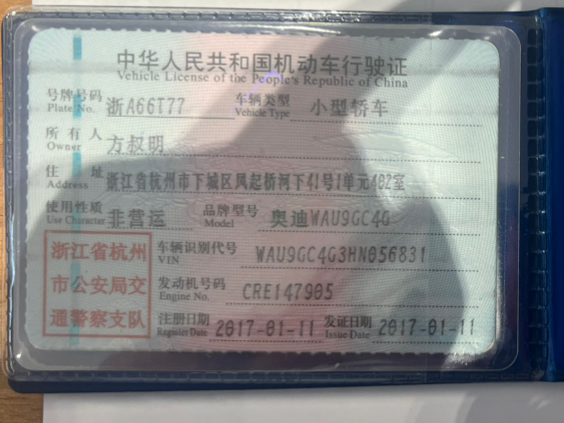 中华人民共和国机动车行驶证
Vehicle License of the People's Republic of China
号牌号码 Plate No. 浙A66T77 车辆类型 Vehicle Type 小型轿车
所有人 Owner 方叔明
住址 Address 浙江省杭州市下城区凤起桥河下41号1单元402室
使用性质 Use Character 非营运 品牌型号 Model 奥迪WAU9GC4G
浙江省杭州
市公安局交
通警察支队
车辆识别代号 VIN WAU9GC4G3HN056831
发动机号码 Engine No. CRE147905
注册日期 Register Date 2017-01-11 发证日期 Issue Date 2017-01-11